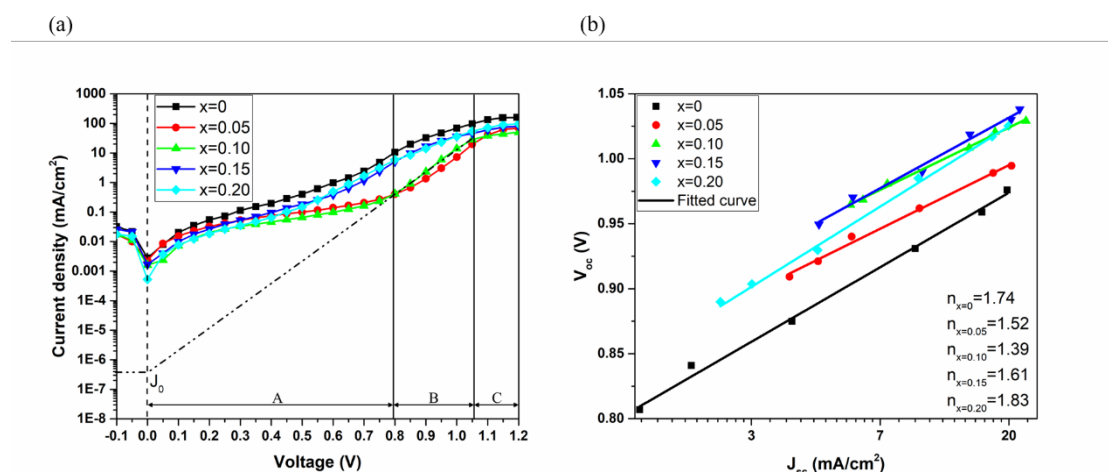 (a)
(b)
Current density (mA/cm²)
1000
100
10
1
0.1
0.01
0.001
1E-4
1E-5
1E-6
1E-7
1E-8
x=0
x=0.05
x=0.10
x=0.15
x=0.20
J₀
A
B
C
-0.1 0.0 0.1 0.2 0.3 0.4 0.5 0.6 0.7 0.8 0.9 1.0 1.1 1.2
Voltage (V)
Vₒc (V)
1.05
1.00
0.95
0.90
0.85
0.80
x=0
x=0.05
x=0.10
x=0.15
x=0.20
Fitted curve
nₓ₌₀=1.74
nₓ₌₀.₀₅=1.52
nₓ₌₀.₁₀=1.39
nₓ₌₀.₁₅=1.61
nₓ₌₀.₂₀=1.83
3 7 20
Jsc (mA/cm²)